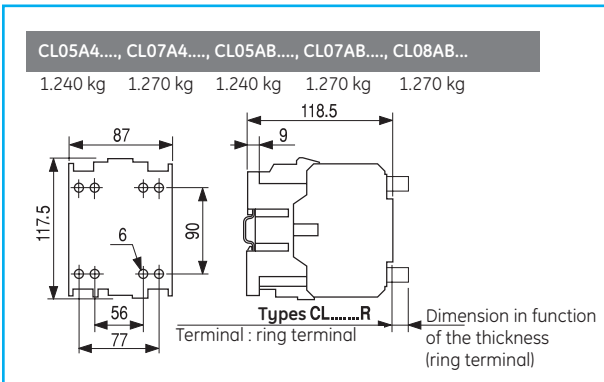 CL05A4...., CL07A4...., CL05AB...., CL07AB...., CL08AB...
1.240 kg 1.270 kg 1.240 kg 1.270 kg 1.270 kg
118.5
87
9
117.5
6
90
56
77
Types CL.......R
Terminal : ring terminal
Dimension in function
of the thickness
(ring terminal)